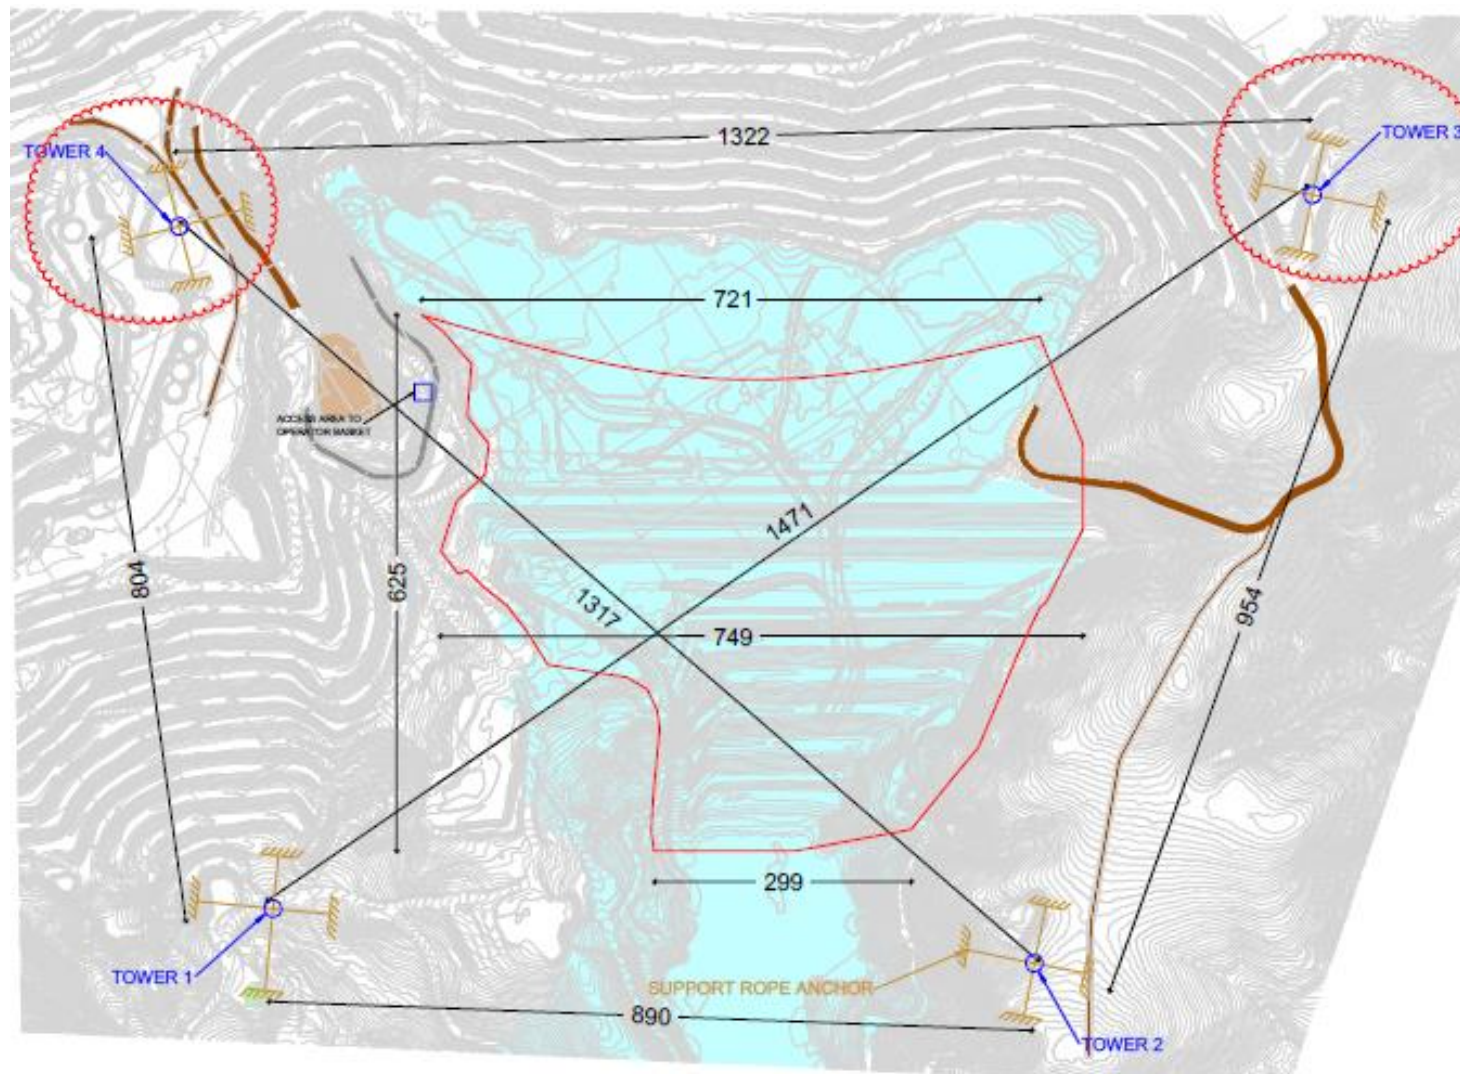 1322
TOWER 3
TOWER 4
721
ACCESS AREA TO
OPERATOR BASKET
1471
804
625
1317
954
749
299
TOWER 1
SUPPORT ROPE ANCHOR
890
TOWER 2